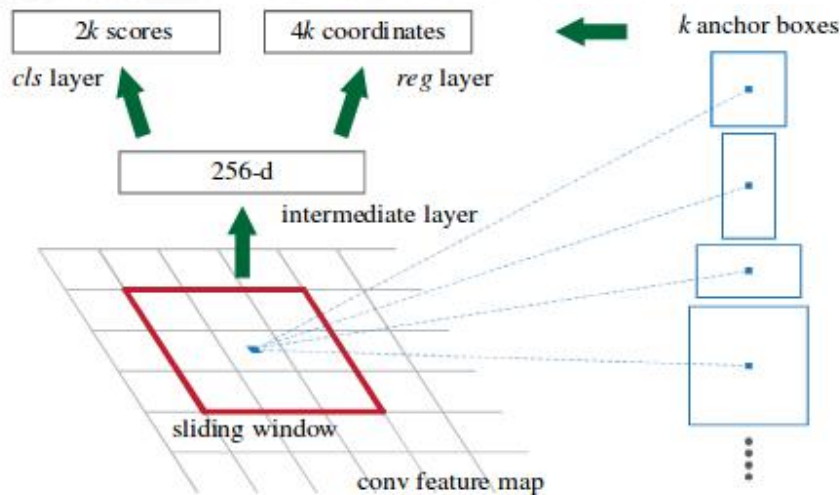 2k scores
4k coordinates
k anchor boxes
cls layer
reg layer
256-d
intermediate layer
sliding window
conv feature map